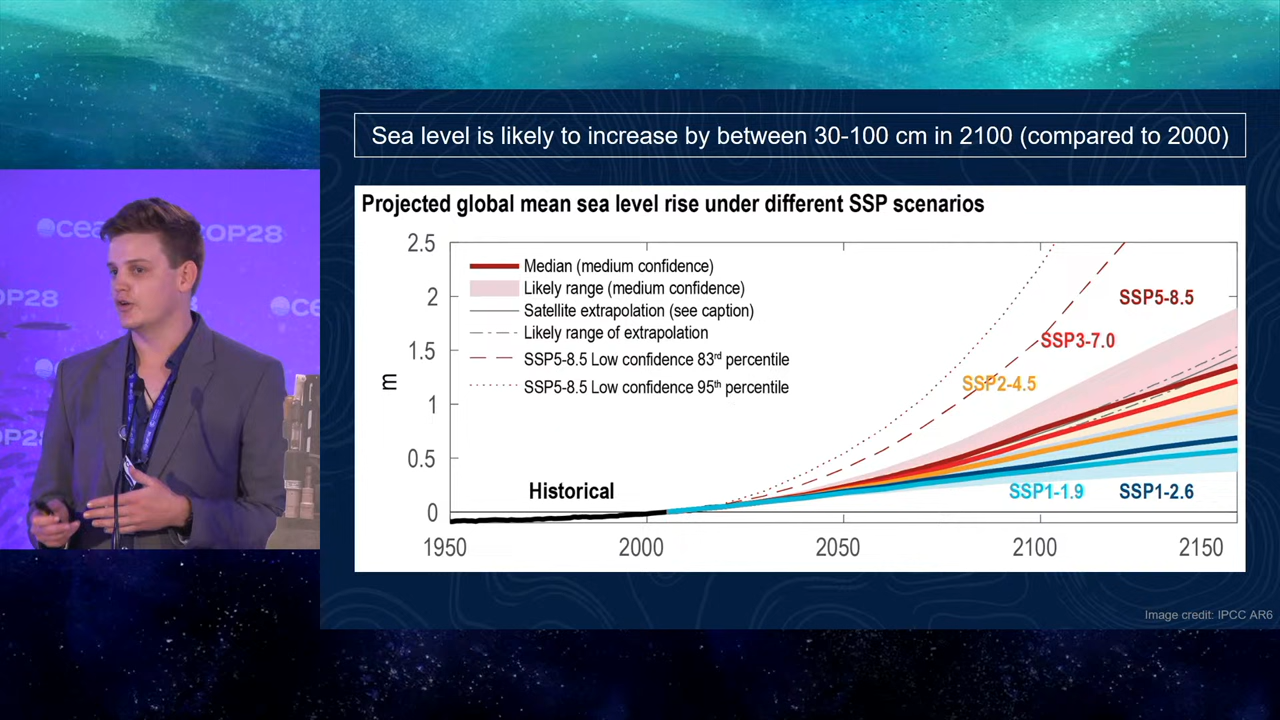 Sea level is likely to increase by between 30-100 cm in 2100 (compared to 2000)
Projected global mean sea level rise under different SSP scenarios
2.5
2
1.5
1
0.5
0
m
Median (medium confidence)
Likely range (medium confidence)
Satellite extrapolation (see caption)
Likely range of extrapolation
SSP5-8.5 Low confidence 83rd percentile
SSP5-8.5 Low confidence 95th percentile
SSP5-8.5
SSP3-7.0
SSP2-4.5
Historical
SSP1-1.9
SSP1-2.6
1950
2000
2050
2100
2150
Image credit: IPCC AR6
COP28
COP28